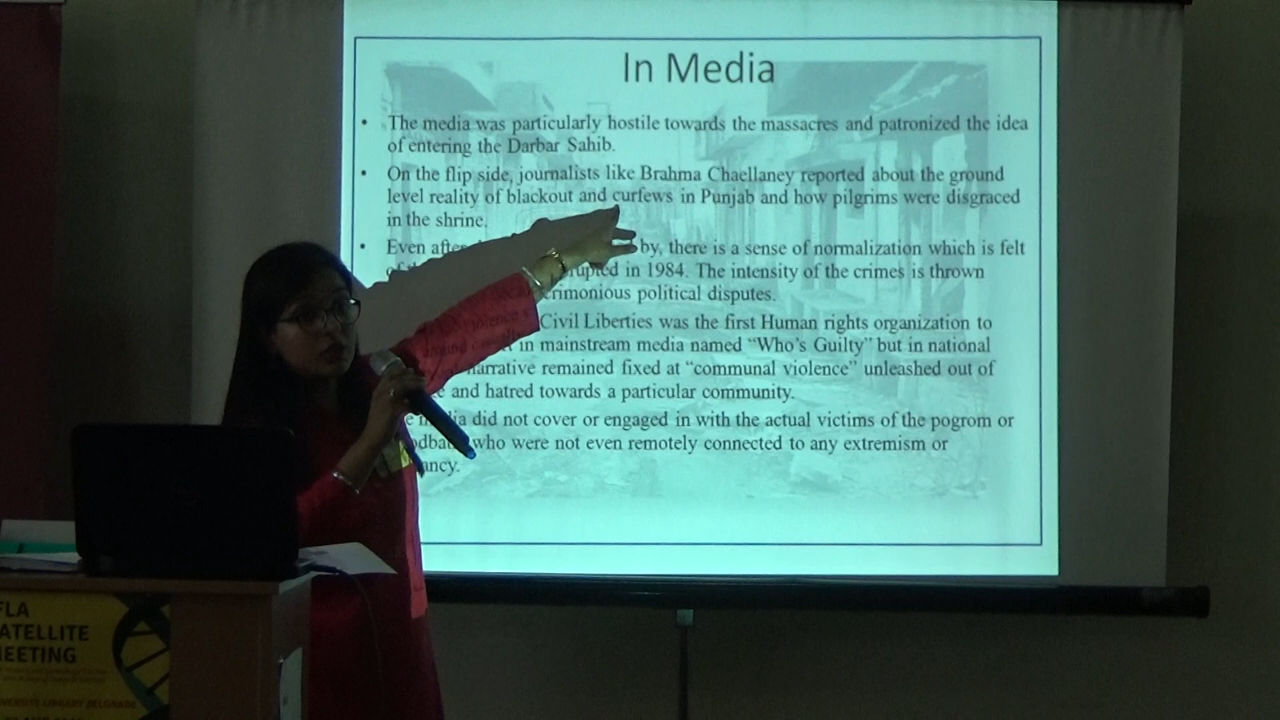 In Media
• The media was particularly hostile towards the massacres and patronized the idea
of entering the Darbar Sahib.
• On the flip side, journalists like Brahma Chaellaney reported about the ground
level reality of blackout and curfews in Punjab and how pilgrims were disgraced
in the shrine.
• Even after by, there is a sense of normalization which is felt
in 1984. The intensity of the crimes is thrown
political disputes.
Civil Liberties was the first Human rights organization to
in mainstream media named “Who’s Guilty” but in national
narrative remained fixed at “communal violence” unleashed out of
and hatred towards a particular community.
did not cover or engaged in with the actual victims of the pogrom or
who were not even remotely connected to any extremism or
FLA
ATELLITE
MEETING